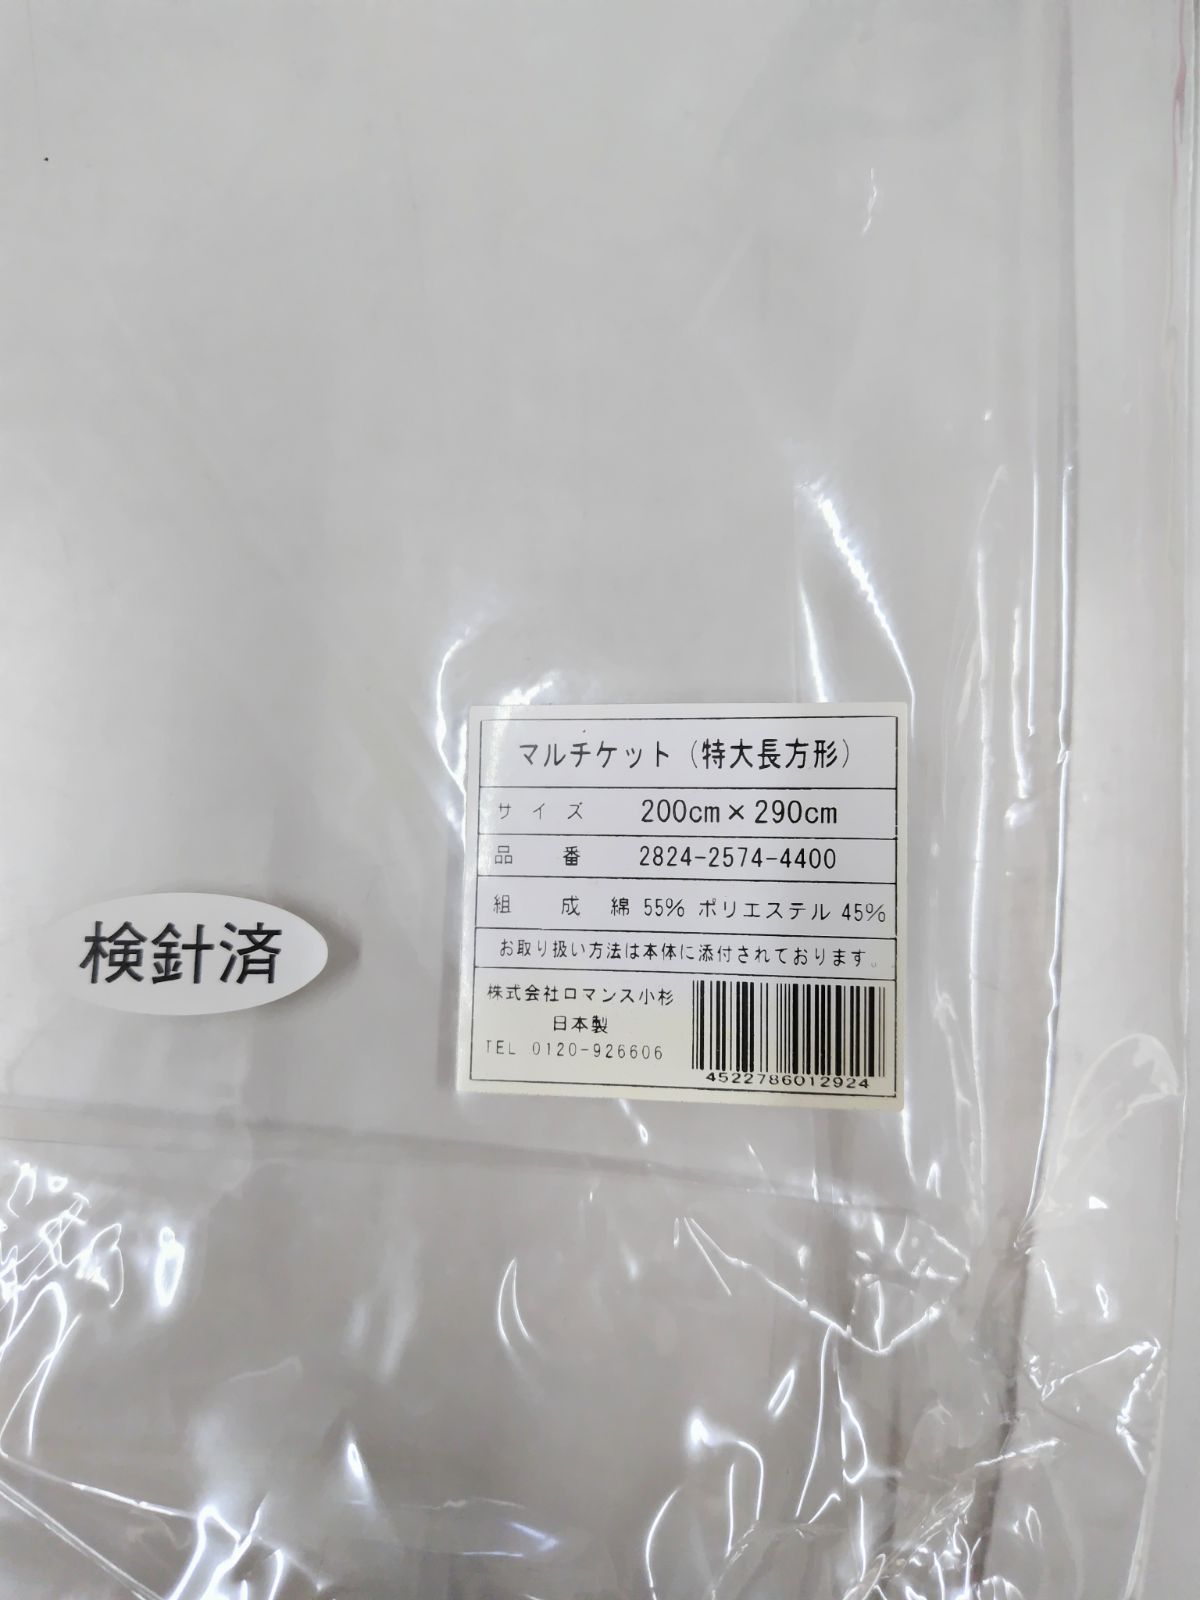 マルチケット（特大長方形）
サイズ 200cm×290cm
品番 2824-2574-4400
組成 綿 55% ポリエステル 45%
お取り扱い方法は本体に添付されております。
株式会社ロマンス小杉
日本製
TEL 0120-926606
4522786012924
検針済